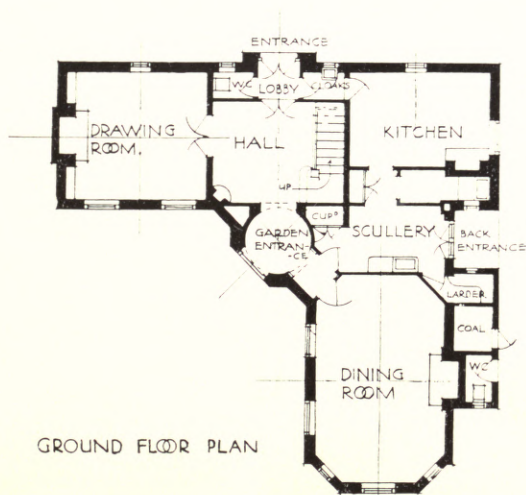 ENTRANCE
W.C.
LOBBY
CLOAKS
DRAWING
ROOM.
HALL
KITCHEN
UP
CUPD
GARDEN
ENTRAN-
CE
SCULLERY
BACK
ENTRANCE
LARDER
COAL
WC
DINING
ROOM
GROUND FLOOR PLAN